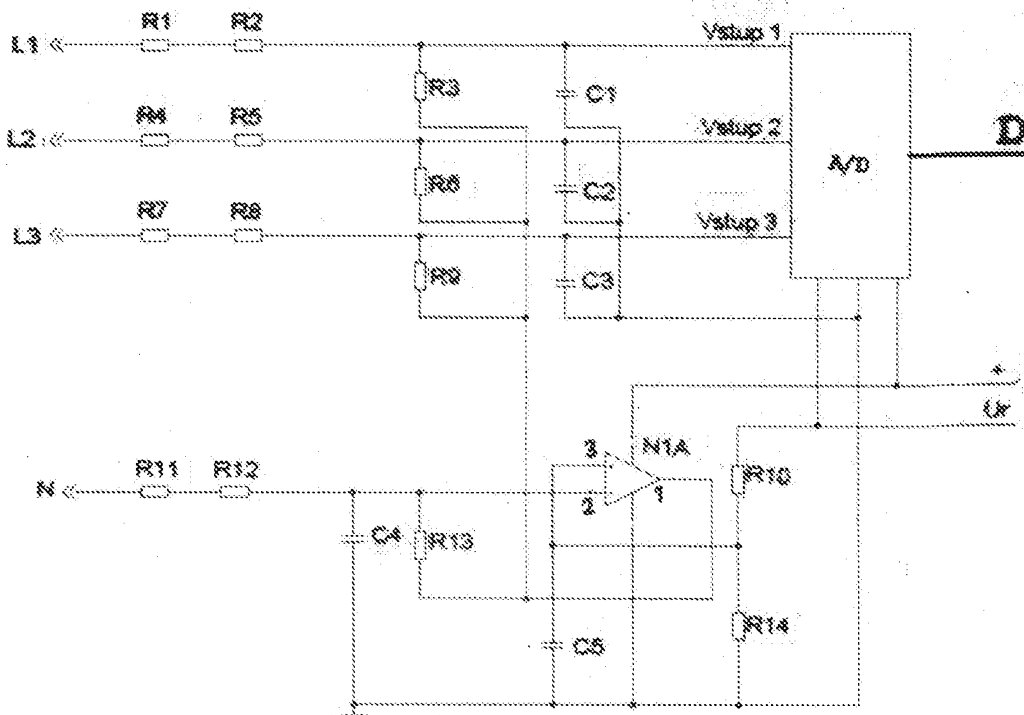 R1 R2
L1 Vstup 1
R3 C1
R4 R5
L2 Vstup 2
D
A/D
R6 C2
R7 R8
L3 Vstup 3
R9 C3
+
Ur
3 N1A
R11 R12 R10
N 1
2
C4 R13
C5 R14